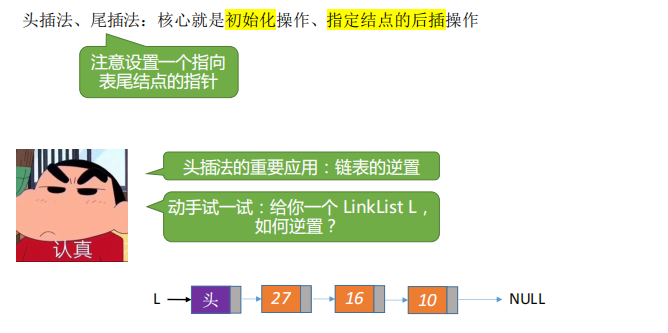 头插法、尾插法：核心就是初始化操作、指定结点的后插操作
注意设置一个指向
表尾结点的指针
头插法的重要应用：链表的逆置
动手试一试：给你一个 LinkList L，
如何逆置？
认真
L 头 27 16 10 NULL